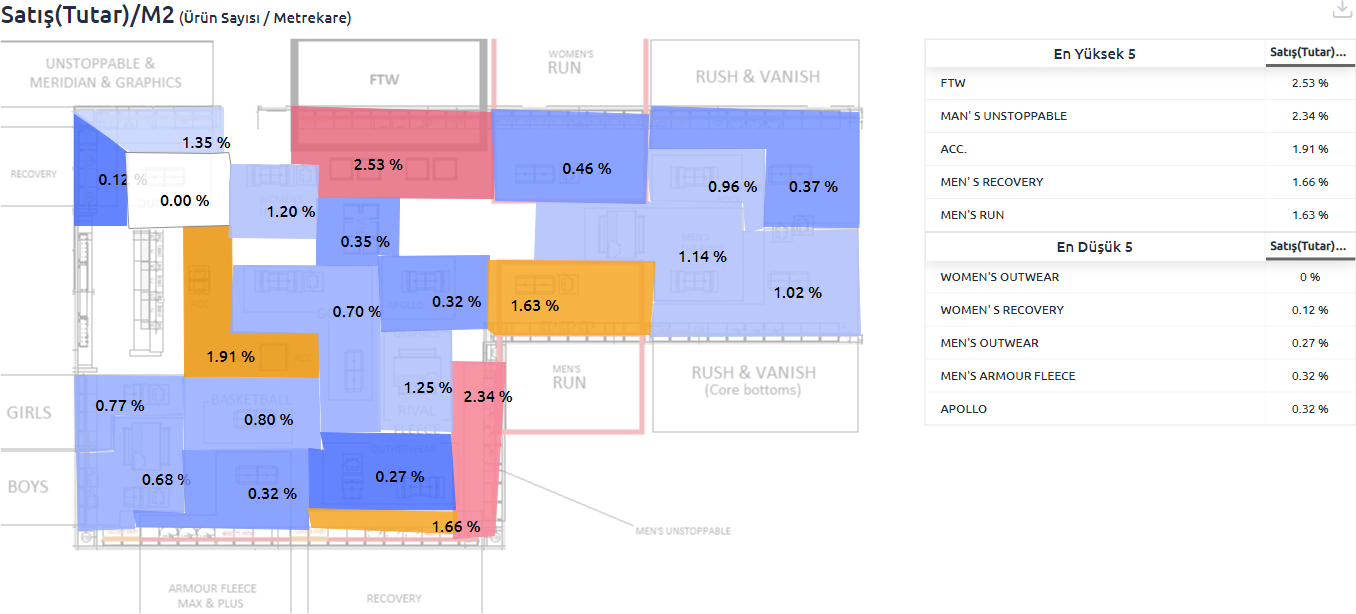 Satış(Tutar)/M2 (Ürün Sayısı / Metrekare)
UNSTOPPABLE &
MERIDIAN & GRAPHICS
FTW
WOMEN'S
RUN
RUSH & VANISH
RECOVERY
1.35 %
0.12 %
0.00 %
2.53 %
0.46 %
0.96 %
0.37 %
1.20 %
0.35 %
1.14 %
1.02 %
0.70 %
0.32 %
1.63 %
1.91 %
ACC
1.25 %
2.34 %
MEN'S
RUN
RUSH & VANISH
(Core bottoms)
GIRLS
0.77 %
BASKETBALL
0.80 %
RIVAL
FLEECE
BOYS
0.68 %
0.32 %
OUTERWEAR
0.27 %
1.66 %
MEN'S UNSTOPPABLE
ARMOUR FLEECE
MAX & PLUS
RECOVERY
En Yüksek 5 Satış(Tutar)...
FTW 2.53 %
MAN' S UNSTOPPABLE 2.34 %
ACC. 1.91 %
MEN' S RECOVERY 1.66 %
MEN'S RUN 1.63 %
En Düşük 5 Satış(Tutar)...
WOMEN'S OUTWEAR 0 %
WOMEN' S RECOVERY 0.12 %
MEN'S OUTWEAR 0.27 %
MEN'S ARMOUR FLEECE 0.32 %
APOLLO 0.32 %